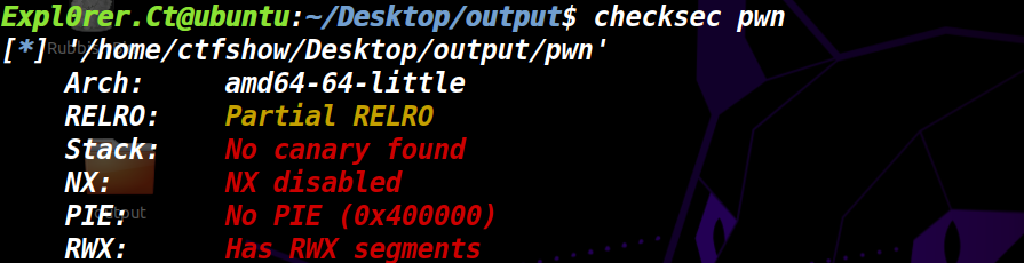 Expl0rer.Ct@ubuntu:~/Desktop/output$ checksec pwn
[*] '/home/ctfshow/Desktop/output/pwn'
Arch: amd64-64-little
RELRO: Partial RELRO
Stack: No canary found
NX: NX disabled
PIE: No PIE (0x400000)
output
RWX: Has RWX segments